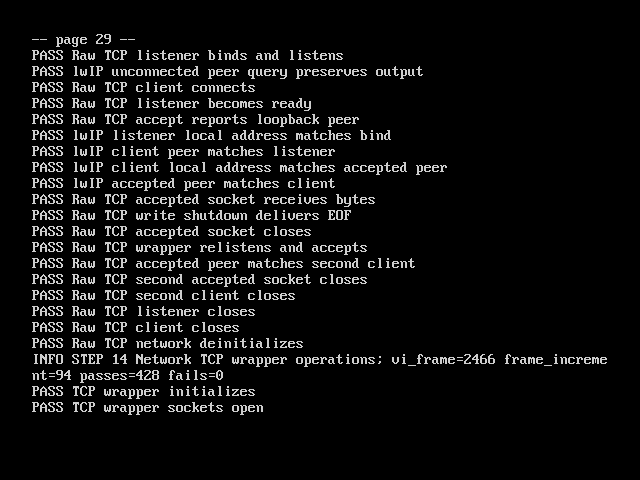 -- page 29 --
PASS Raw TCP listener binds and listens
PASS lwIP unconnected peer query preserves output
PASS Raw TCP client connects
PASS Raw TCP listener becomes ready
PASS Raw TCP accept reports loopback peer
PASS lwIP listener local address matches bind
PASS lwIP client peer matches listener
PASS lwIP client local address matches accepted peer
PASS lwIP accepted peer matches client
PASS Raw TCP accepted socket receives bytes
PASS Raw TCP write shutdown delivers EOF
PASS Raw TCP accepted socket closes
PASS Raw TCP wrapper relistens and accepts
PASS Raw TCP accepted peer matches second client
PASS Raw TCP second accepted socket closes
PASS Raw TCP second client closes
PASS Raw TCP listener closes
PASS Raw TCP client closes
PASS Raw TCP network deinitializes
INFO STEP 14 Network TCP wrapper operations; vi_frame=2466 frame_increme
nt=94 passes=428 fails=0
PASS TCP wrapper initializes
PASS TCP wrapper sockets open